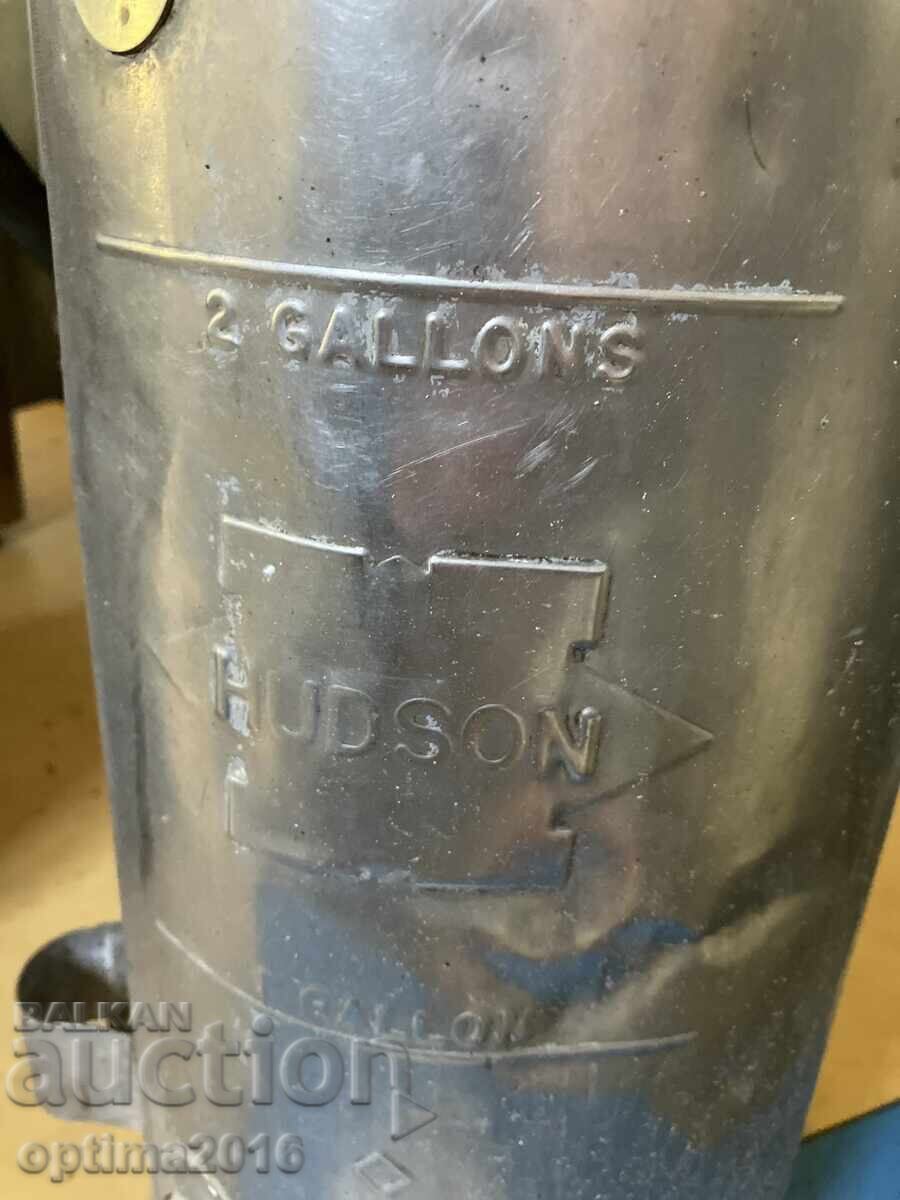 2 GALLONS
HUDSON
GALLON
BALKAN
auction
optima2016